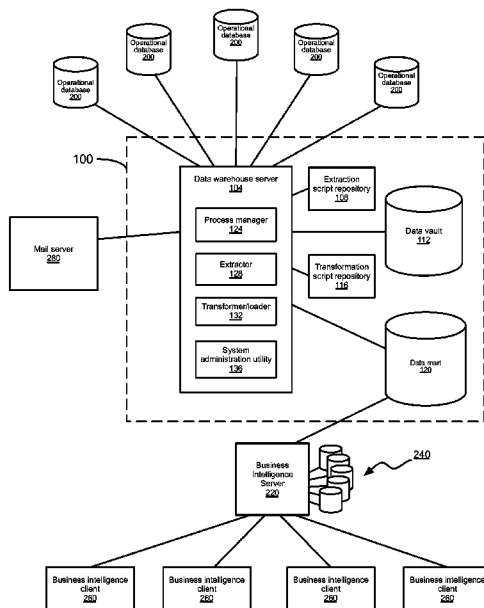 Operational
database
200
Operational
database
200
Operational
database
200
Operational
database
200
Operational
database
200
100
Data warehouse server
104
Process manager
124
Extractor
128
Transformer/loader
132
System
administration utility
136
Extraction
script repository
108
Transformation
script repository
116
Data vault
112
Data mart
120
Mail server
280
Business
Intelligence
Server
220
240
Business intelligence
client
260
Business intelligence
client
260
Business intelligence
client
260
Business intelligence
client
260